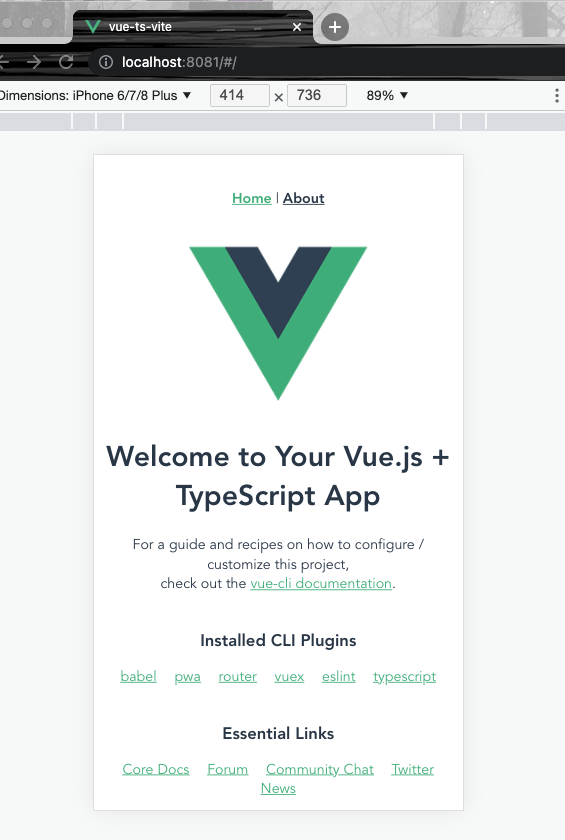 vue-ts-vite
localhost:8081/#/
Dimensions: iPhone 6/7/8 Plus ▼ 414 × 736 89% ▼
Home | About
Welcome to Your Vue.js +
TypeScript App
For a guide and recipes on how to configure /
customize this project,
check out the vue-cli documentation.
Installed CLI Plugins
babel pwa router vuex eslint typescript
Essential Links
Core Docs Forum Community Chat Twitter
News